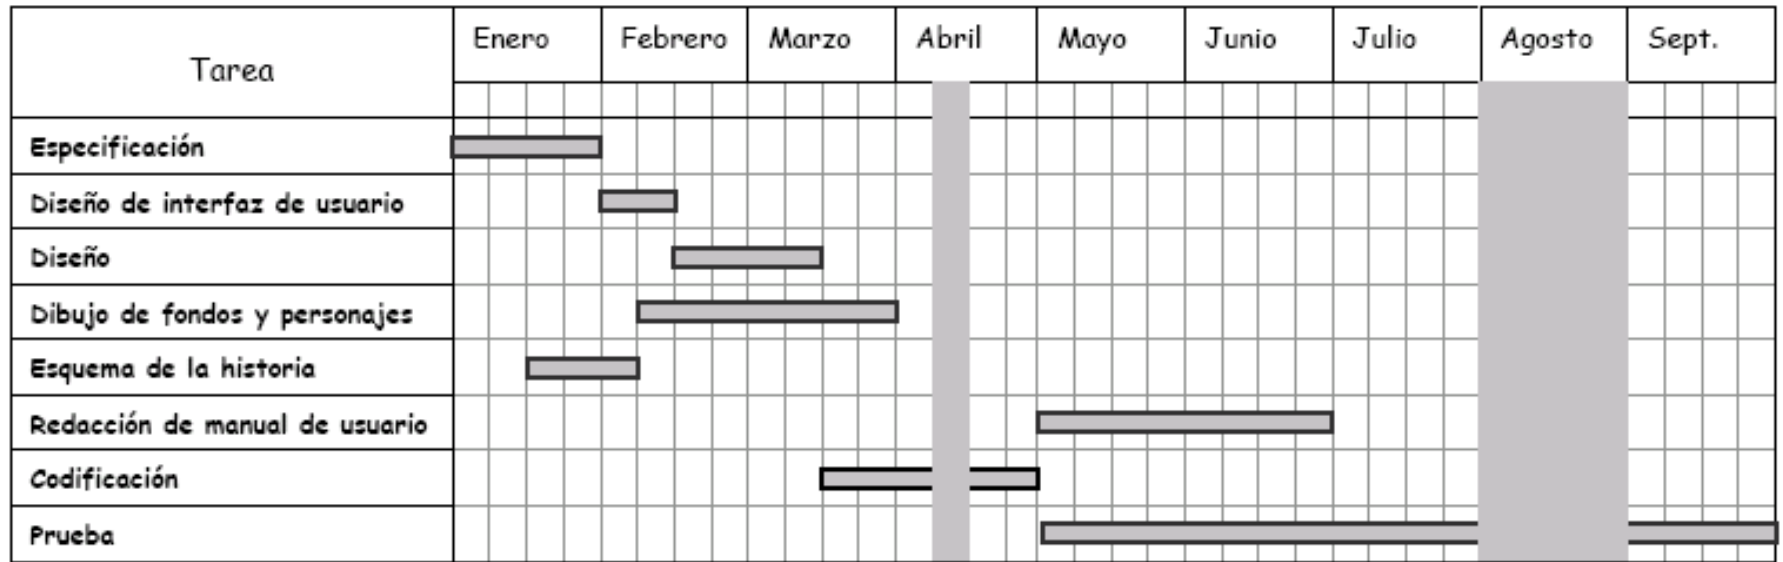 Tarea
Enero Febrero Marzo Abril Mayo Junio Julio Agosto Sept.
Especificación
Diseño de interfaz de usuario
Diseño
Dibujo de fondos y personajes
Esquema de la historia
Redacción de manual de usuario
Codificación
Prueba